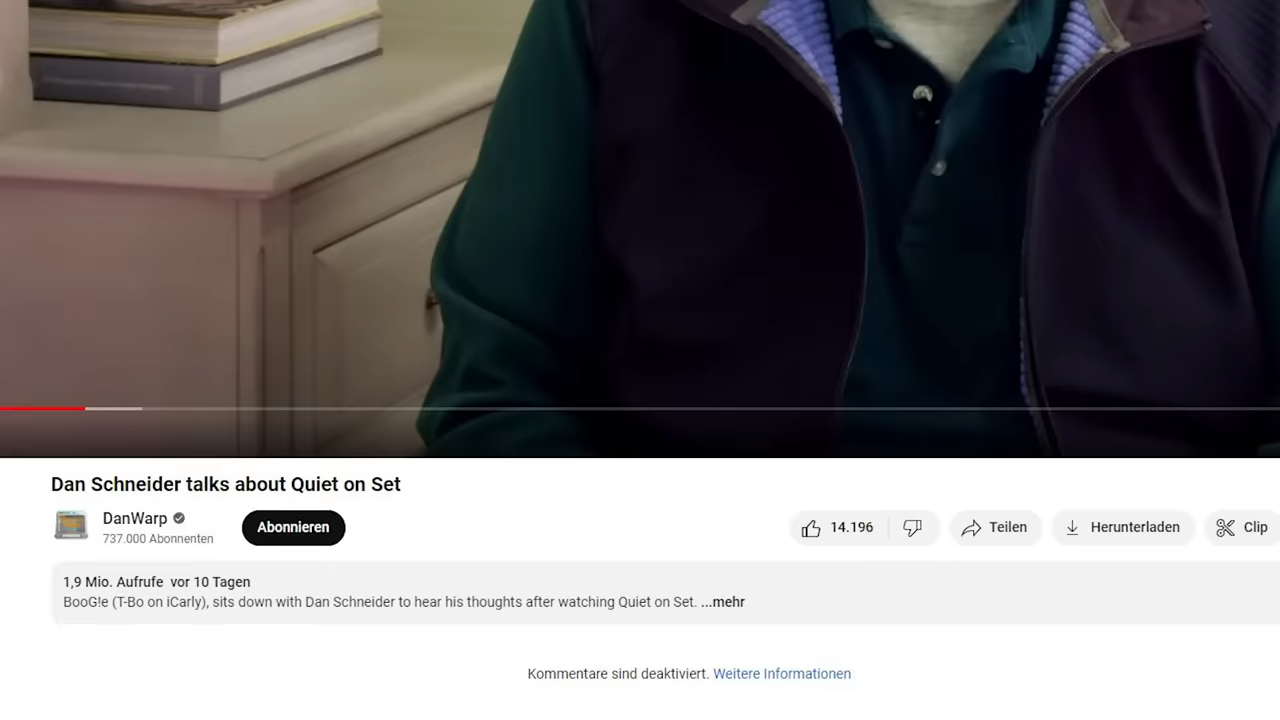 Dan Schneider talks about Quiet on Set
DanWarp
737.000 Abonnenten
Abonnieren
14.196
Teilen
Herunterladen
Clip
1,9 Mio. Aufrufe vor 10 Tagen
BooG!e (T-Bo on iCarly), sits down with Dan Schneider to hear his thoughts after watching Quiet on Set. ...mehr
Kommentare sind deaktiviert. Weitere Informationen